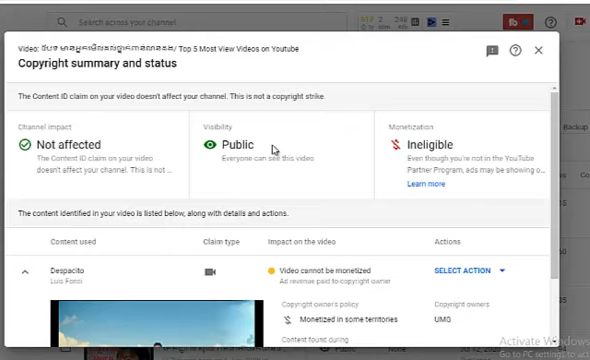 Search across your channel
Top 5 Most View Videos on Youtube
Copyright summary and status
The Content ID claim on your video doesn't affect your channel. This is not a copyright strike.
Channel impact
Not affected
The Content ID claim on your video
doesn't affect your channel. This is not ...
Visibility
Public
Everyone can see this video
Monetization
Ineligible
Even though you're not in the YouTube
Partner Program, ads may be showing o...
Learn more
Backup
The content identified in your video is listed below, along with details and actions.
Content used
Claim type
Impact on the video
Actions
Despacito
Luis Fonsi
Video cannot be monetized
Ad revenue paid to copyright owner
SELECT ACTION
Copyright owner's policy
Monetized in some territories
Copyright owners
UMG
Content found during
Activate Windows
Go to PC settings to act
Public